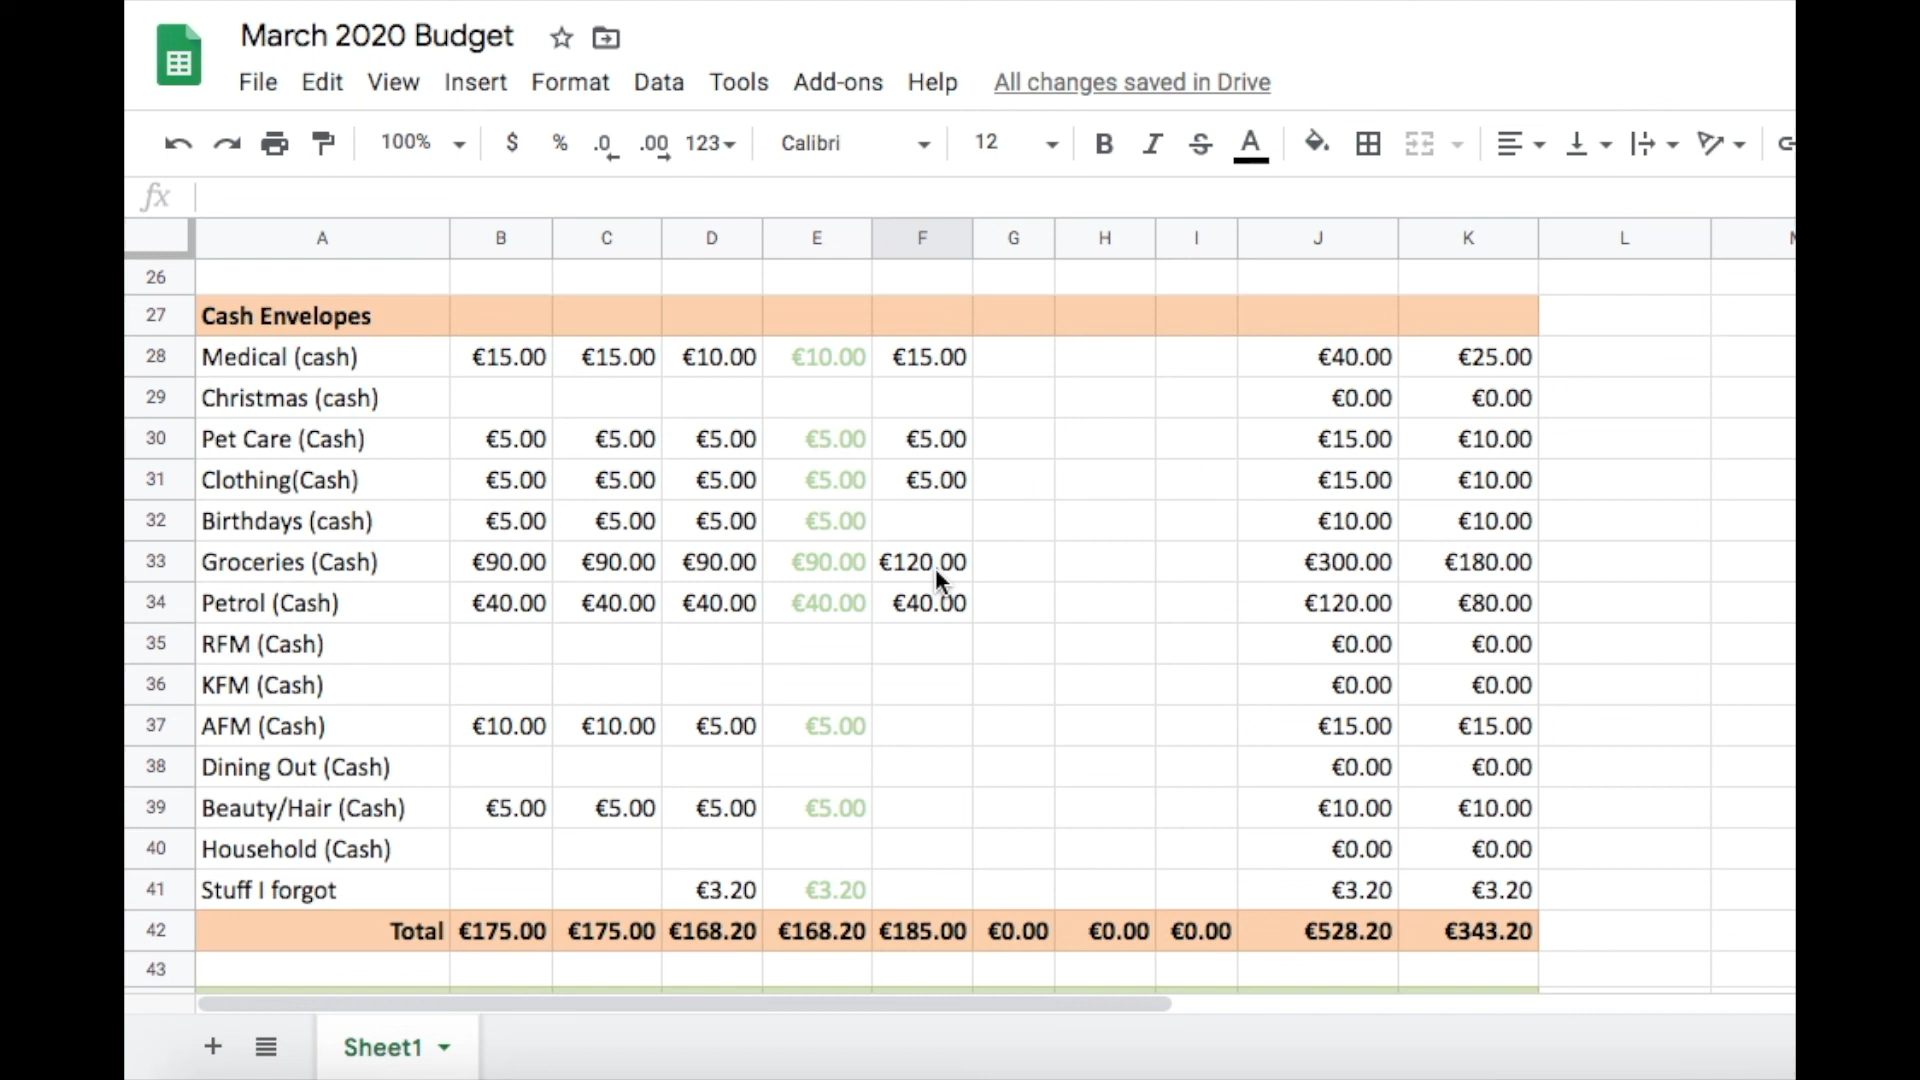 March 2020 Budget
File Edit View Insert Format Data Tools Add-ons Help All changes saved in Drive
100% $ % .0 .00 123 Calibri 12 B I S A
fx
A B C D E F G H I J K L
26
27 Cash Envelopes
28 Medical (cash) €15.00 €15.00 €10.00 €10.00 €15.00 €40.00 €25.00
29 Christmas (cash) €0.00 €0.00
30 Pet Care (Cash) €5.00 €5.00 €5.00 €5.00 €5.00 €15.00 €10.00
31 Clothing(Cash) €5.00 €5.00 €5.00 €5.00 €5.00 €15.00 €10.00
32 Birthdays (cash) €5.00 €5.00 €5.00 €5.00 €10.00 €10.00
33 Groceries (Cash) €90.00 €90.00 €90.00 €90.00 €120.00 €300.00 €180.00
34 Petrol (Cash) €40.00 €40.00 €40.00 €40.00 €40.00 €120.00 €80.00
35 RFM (Cash) €0.00 €0.00
36 KFM (Cash) €0.00 €0.00
37 AFM (Cash) €10.00 €10.00 €5.00 €5.00 €15.00 €15.00
38 Dining Out (Cash) €0.00 €0.00
39 Beauty/Hair (Cash) €5.00 €5.00 €5.00 €5.00 €10.00 €10.00
40 Household (Cash) €0.00 €0.00
41 Stuff I forgot €3.20 €3.20 €3.20 €3.20
42 Total €175.00 €175.00 €168.20 €168.20 €185.00 €0.00 €0.00 €0.00 €528.20 €343.20
43
Sheet1